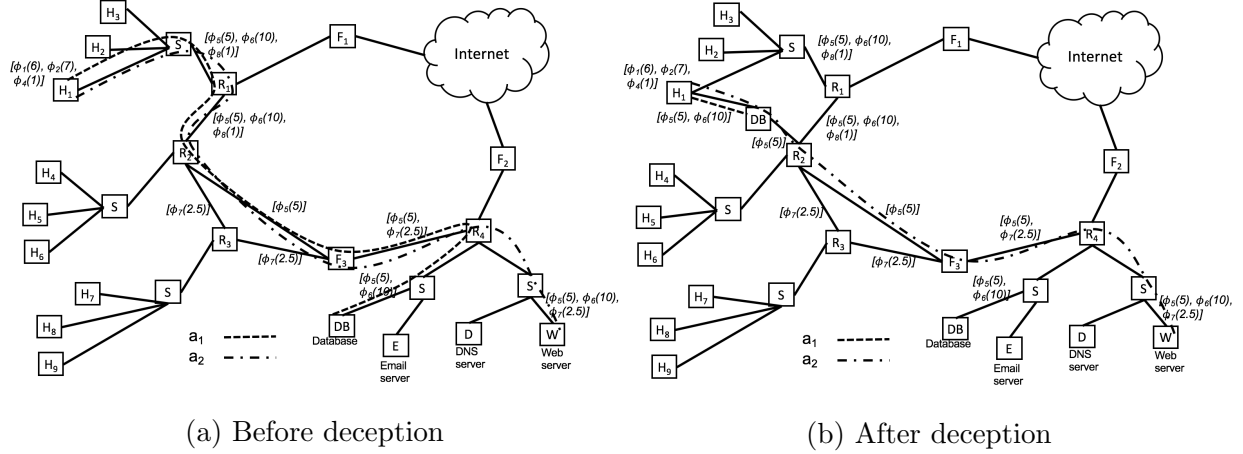 H₃
[ϕ₅(5), ϕ₆(10),
ϕ₈(1)]
F₁
Internet
H₂
S
[ϕ₁(6), ϕ₂(7),
ϕ₄(1)]
H₁
R₁
[ϕ₅(5), ϕ₆(10),
ϕ₈(1)]
R₂
F₂
H₄
H₅
S
H₆
[ϕ₇(2.5)]
[ϕ₅(5)]
[ϕ₅(5),
ϕ₇(2.5)]
R₄
R₃
[ϕ₇(2.5)]
F₃
[ϕ₅(5),
ϕ₆(10)]
S
S
[ϕ₅(5), ϕ₆(10),
ϕ₇(2.5)]
H₇
S
H₈
H₉
DB
Database
E
Email
server
D
DNS
server
W
Web
server
a₁
a₂
(a) Before deception
H₃
[ϕ₅(5), ϕ₆(10),
ϕ₈(1)]
F₁
Internet
H₂
S
[ϕ₁(6), ϕ₂(7),
ϕ₄(1)]
H₁
R₁
[ϕ₅(5), ϕ₆(10)]
DB
[ϕ₅(5), ϕ₆(10),
ϕ₈(1)]
[ϕ₅(5)]
R₂
F₂
H₄
H₅
S
H₆
[ϕ₇(2.5)]
[ϕ₅(5)]
[ϕ₅(5),
ϕ₇(2.5)]
R₄
R₃
[ϕ₇(2.5)]
F₃
[ϕ₅(5),
ϕ₆(10)]
S
S
[ϕ₅(5), ϕ₆(10),
ϕ₇(2.5)]
H₇
S
H₈
H₉
DB
Database
E
Email
server
D
DNS
server
W
Web
server
a₁
a₂
(b) After deception